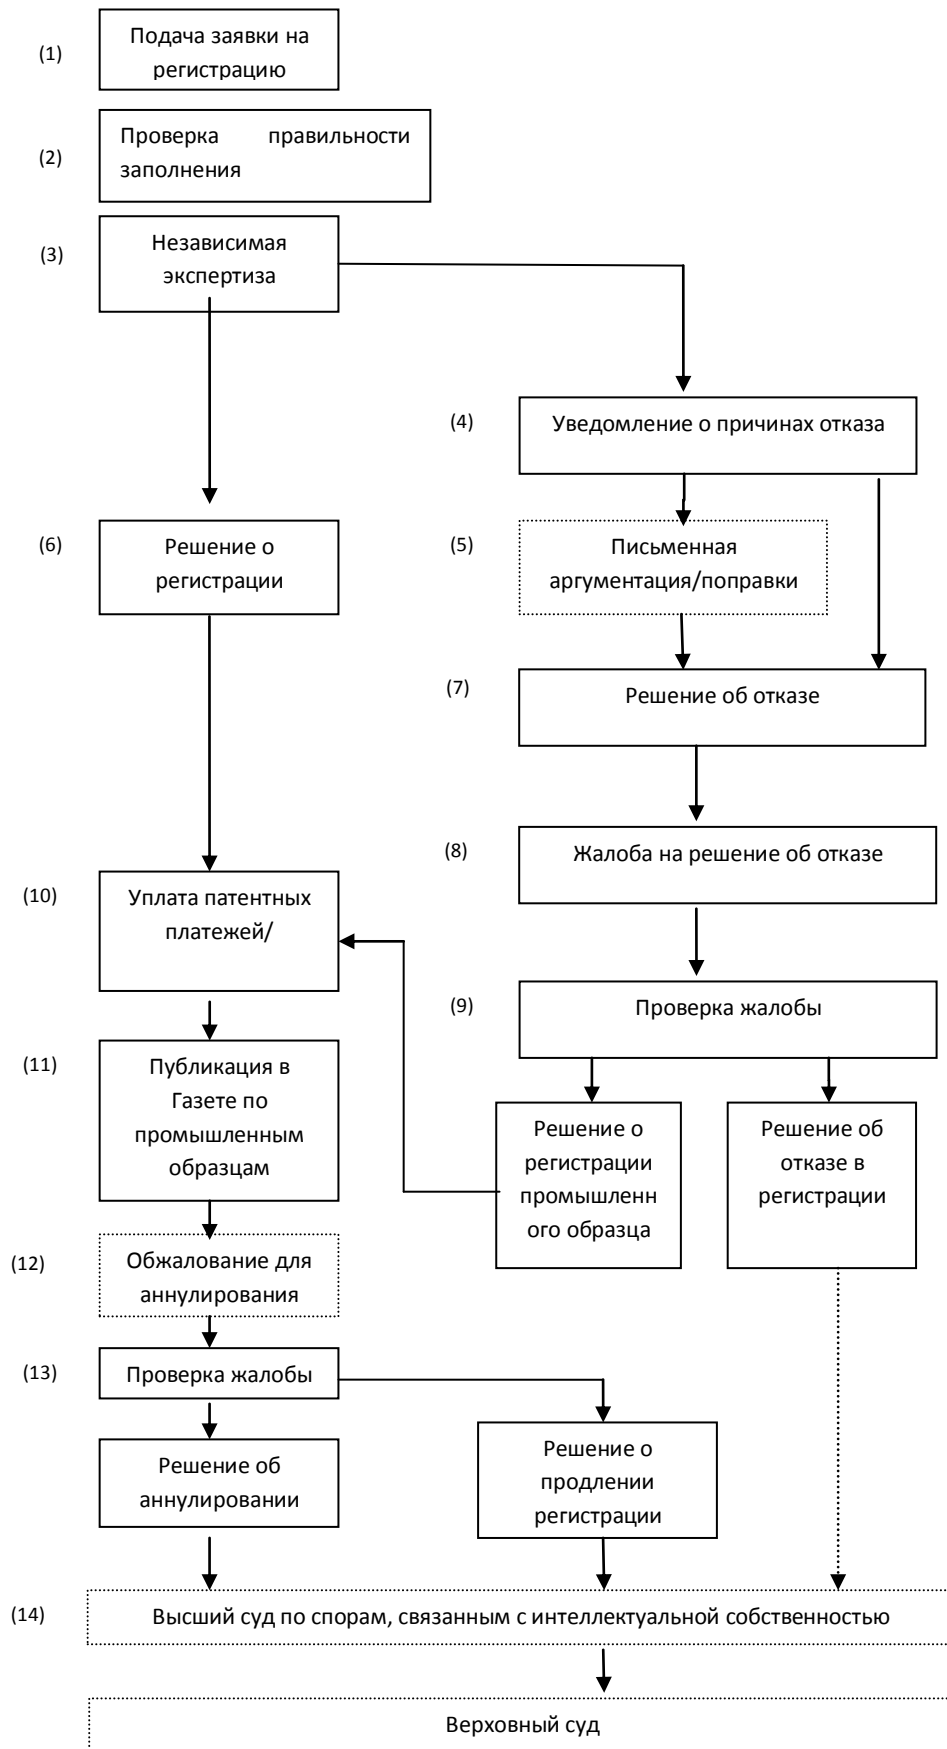 (1)
Подача заявки на
регистрацию
(2)
Проверка правильности
заполнения
(3)
Независимая
экспертиза
(4)
Уведомление о причинах отказа
(5)
Письменная
аргументация/поправки
(6)
Решение о
регистрации
(7)
Решение об отказе
(8)
Жалоба на решение об отказе
(10)
Уплата патентных
платежей/
(9)
Проверка жалобы
(11)
Публикация в
Газете по
промышленным
образцам
Решение о
регистрации
промышленн
ого образца
Решение об
отказе в
регистрации
(12)
Обжалование для
аннулирования
(13)
Проверка жалобы
Решение об
аннулировании
Решение о
продлении
регистрации
(14)
Высший суд по спорам, связанным с интеллектуальной собственностью
Верховный суд